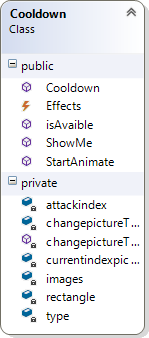 Cooldown
Class
public
Cooldown
Effects
isAvaible
ShowMe
StartAnimate
private
attackindex
changepictureT...
changepictureT...
currentindexpic...
images
rectangle
type